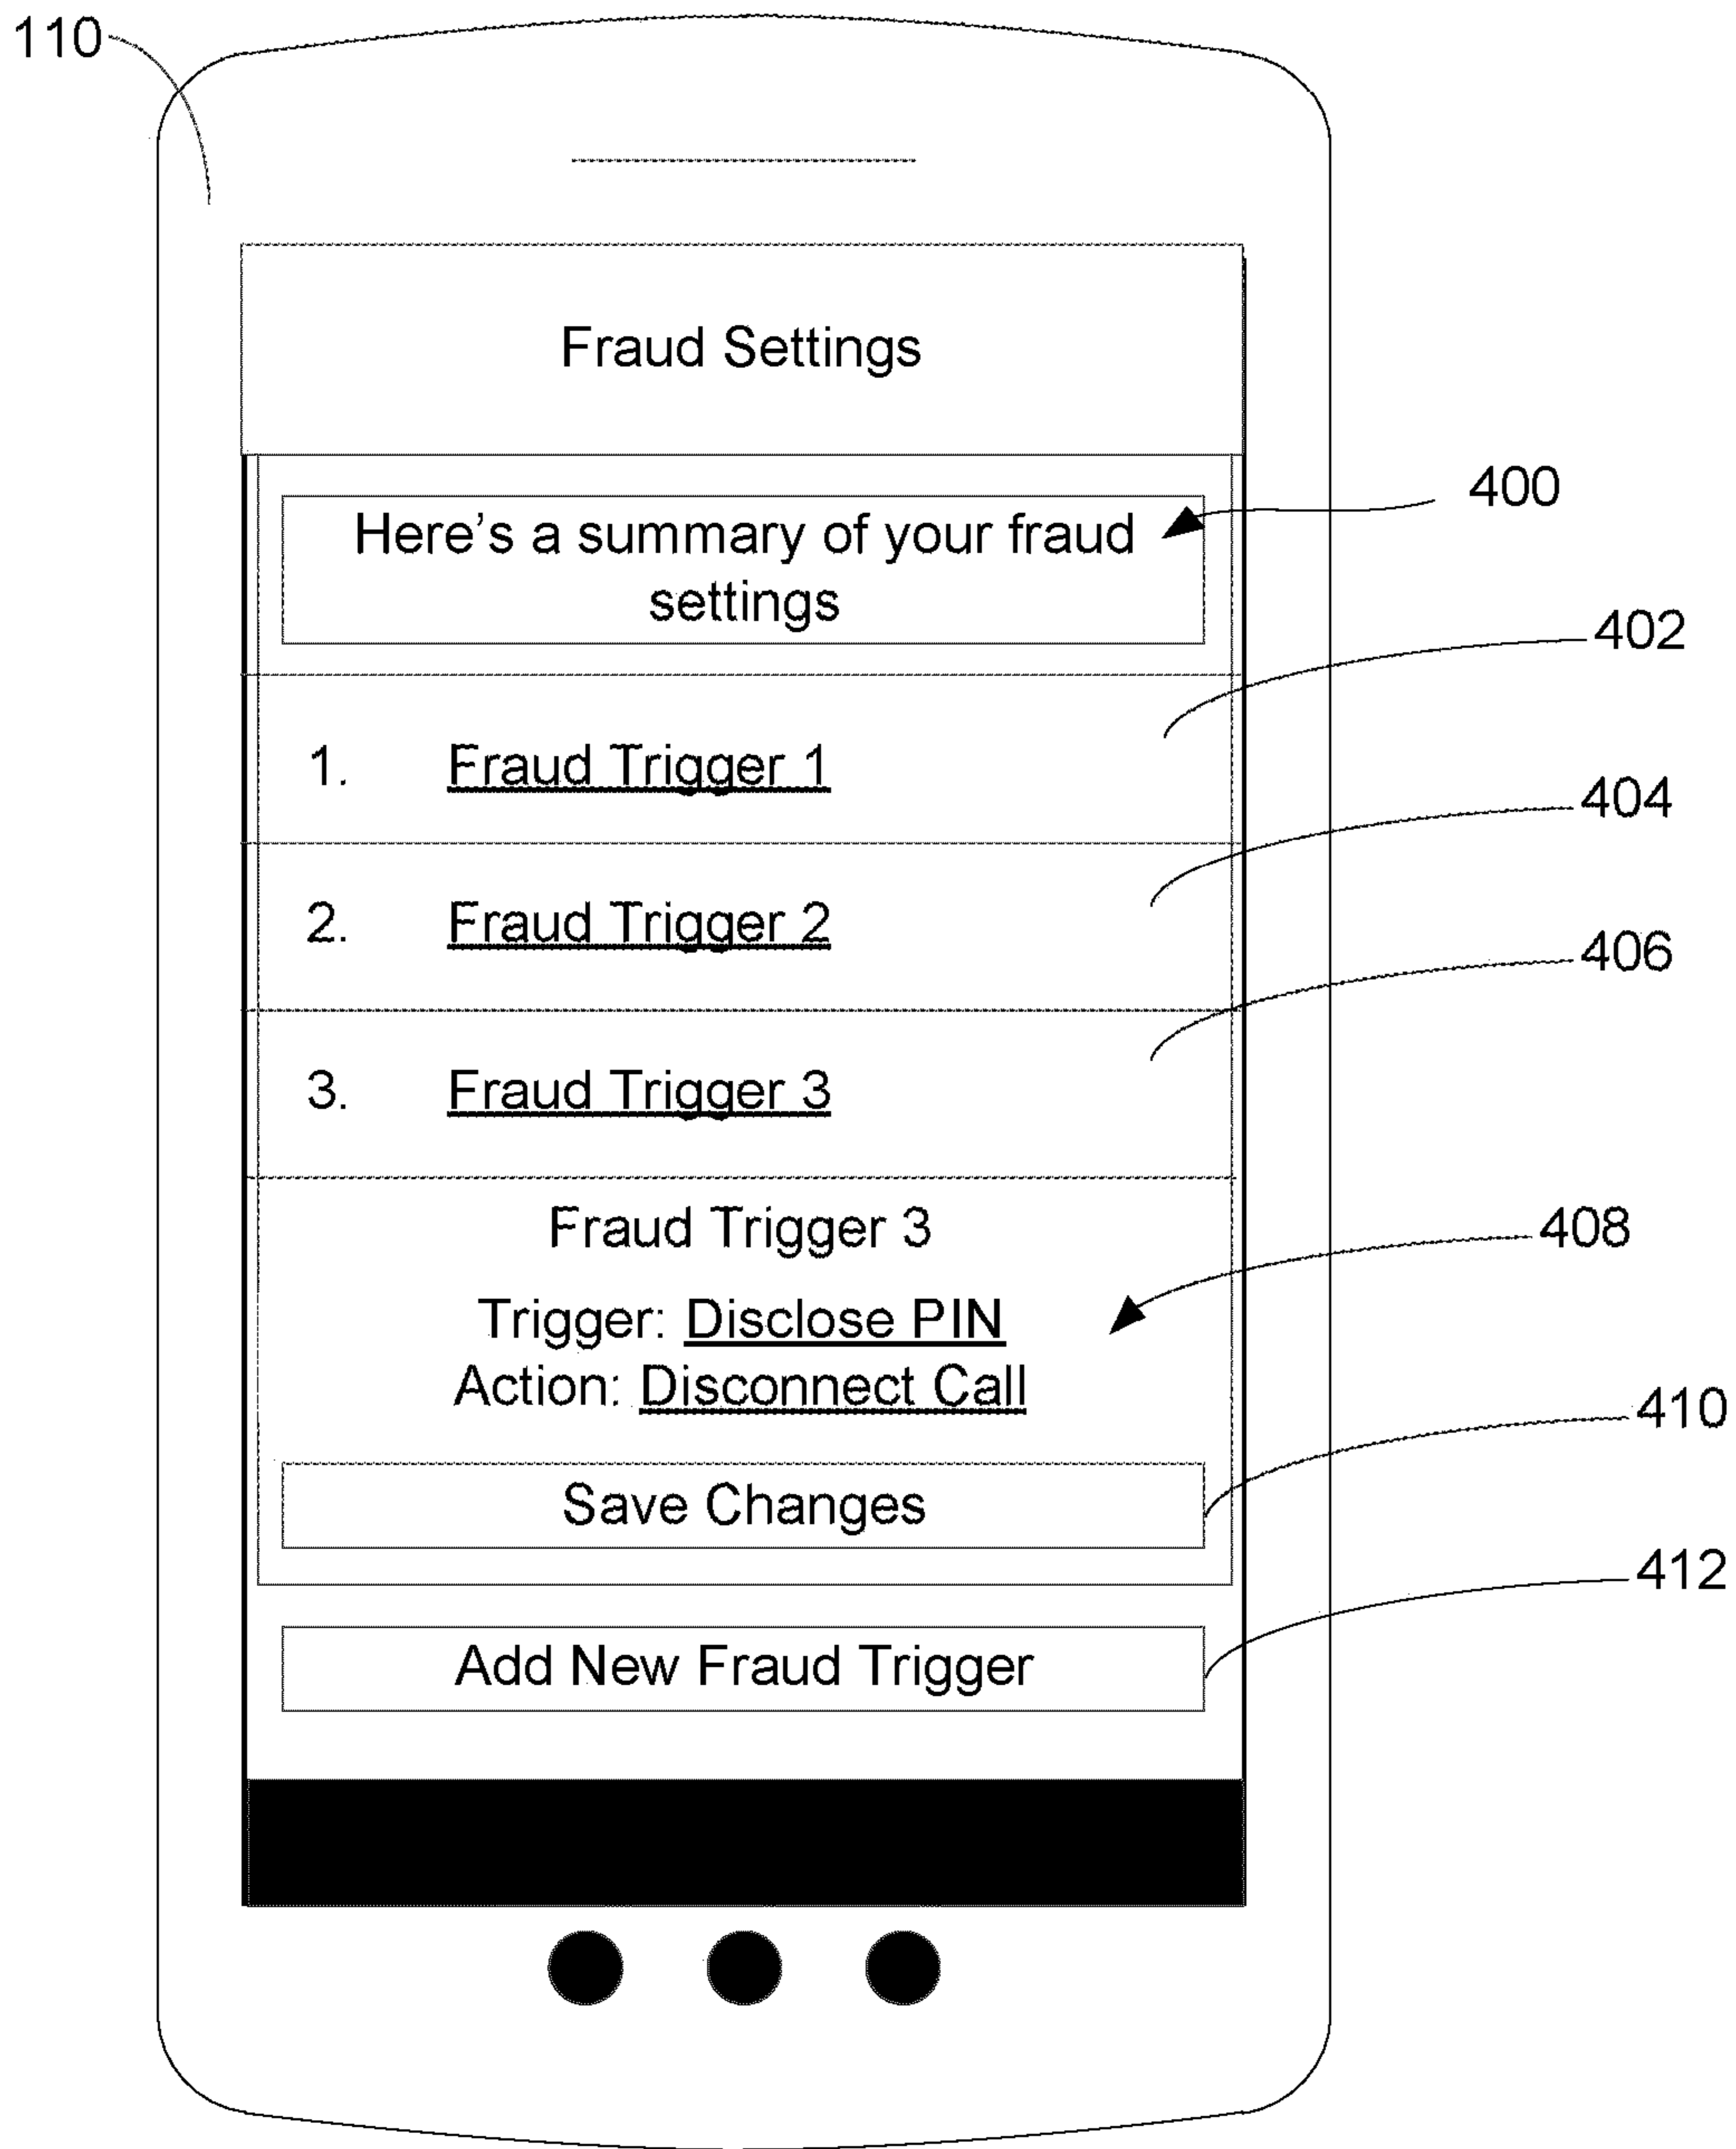 110
Fraud Settings
400
Here’s a summary of your fraud
settings
402
1. Fraud Trigger 1
404
2. Fraud Trigger 2
406
3. Fraud Trigger 3
Fraud Trigger 3
408
Trigger: Disclose PIN
Action: Disconnect Call
410
Save Changes
412
Add New Fraud Trigger